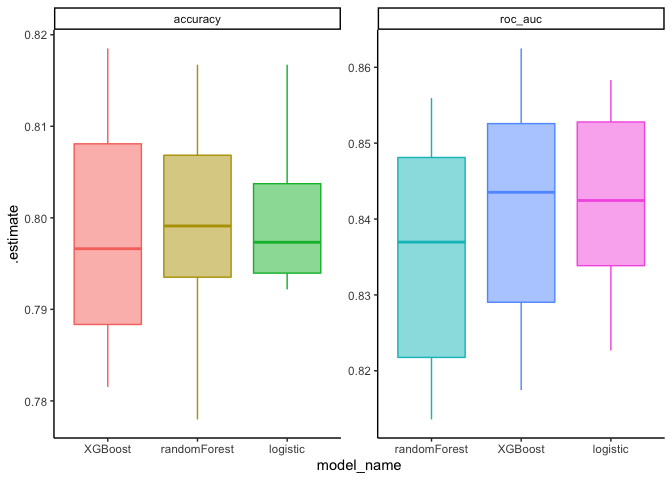 accuracy
roc_auc
.estimate
0.82
0.81
0.80
0.79
0.78
0.86
0.85
0.84
0.83
0.82
XGBoost randomForest logistic
randomForest XGBoost logistic
model_name